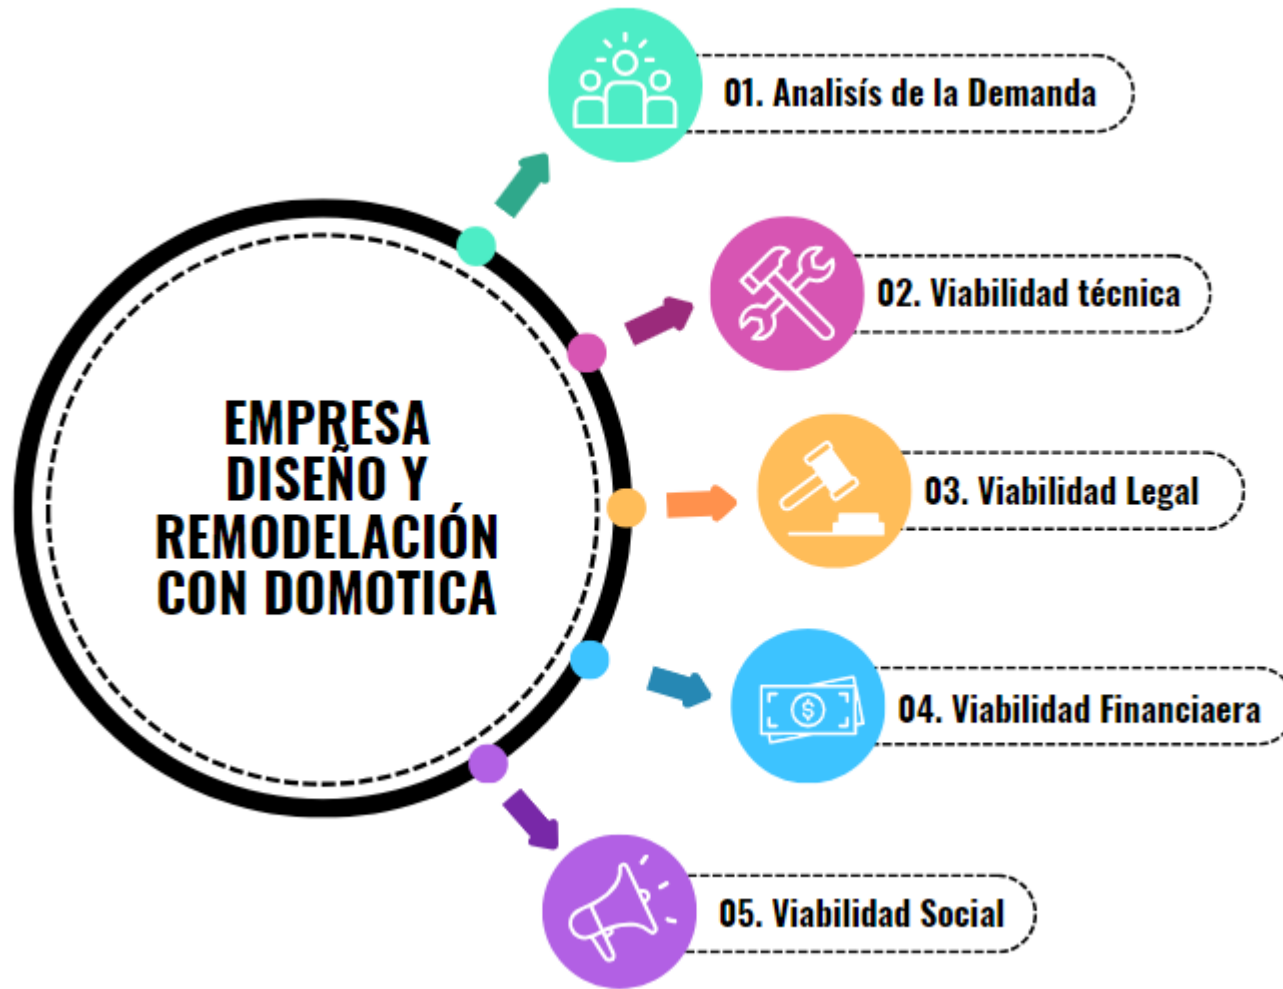 EMPRESA
DISEÑO Y
REMODELACIÓN
CON DOMOTICA
01. Analisís de la Demanda
02. Viabilidad técnica
03. Viabilidad Legal
04. Viabilidad Financiaera
05. Viabilidad Social
$